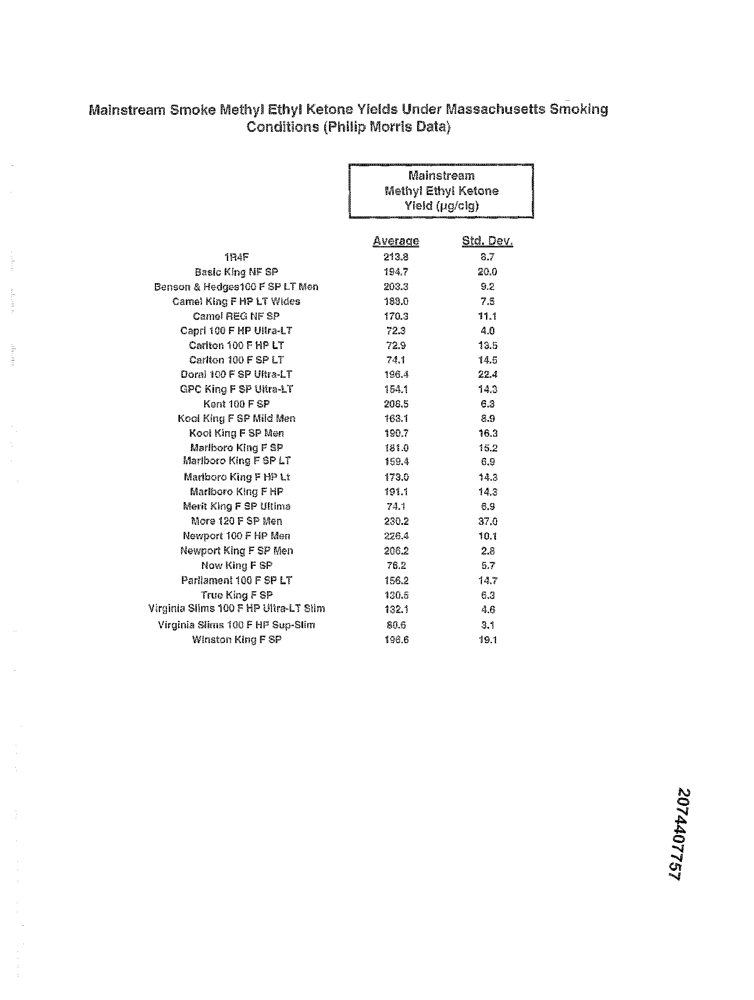 Mainstream Smoke Methyl Ethyl Ketone Yields Under Massachusetts Smoking
Conditions (Philip Morris Data)
Mainstream
Methyl Ethyl Ketone
Yield (µg/cig)
Average Std. Dev.
1R4F 213.8 8.7
Basic King NF SP 194.7 20.0
Benson & Hedges100 F SP LT Men 203.3 9.2
Camel King F HP LT Wides 7.5
Camel REG NF SP 170.3 11.1
Capri 100 F HP Ultra-LT 72.3 4.0
Carlton 100 F HP LT 72.9 13.5
Carlton 100 F SP LT 74.1 14.5
Doral 100 F SP Ultra-LT 196.4 22.4
GPC King F SP Ultra-LT 154.1 14.3
Kent 100 F SP 208.5 6.3
Kool King F SP Mild Men 163.1 8.9
Kool King F SP Men 190.7 16.3
Marlboro King F SP 181.0 15.2
Marlboro King F SP LT 159.4 6.9
Marlboro King F HP Lt 173.0 14.3
Marlboro King F HP 191.1 14.3
Merit King F SP Ultima 74.1 6.9
More 120 F SP Men 230.2 37.0
Newport 100 F HP Men 226.4 10.1
Newport King F SP Men 206.2 2.8
Now King F SP 76.2 5.7
Parliament 100 F SP LT 156.2 14.7
True King F SP 130.5 6.3
Virginia Slims 100 F HP Ultra-LT Slim 132.1 4.6
Virginia Slims 100 F HP Sup-Slim 3.1
Winston King F SP 196.6 19.1
2074407757